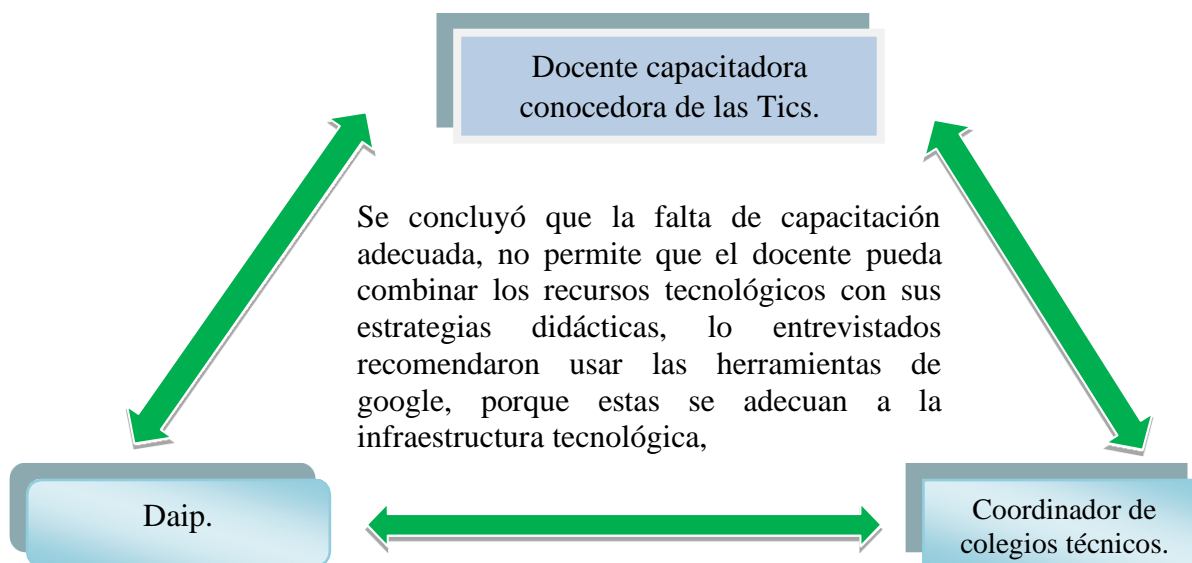 Docente capacitadora
conocedora de las Tics.
Se concluyó que la falta de capacitación
adecuada, no permite que el docente pueda
combinar los recursos tecnológicos con sus
estrategias didácticas, lo entrevistados
recomendaron usar las herramientas de
google, porque estas se adecuan a la
infraestructura tecnológica,
Daip.
Coordinador de
colegios técnicos.